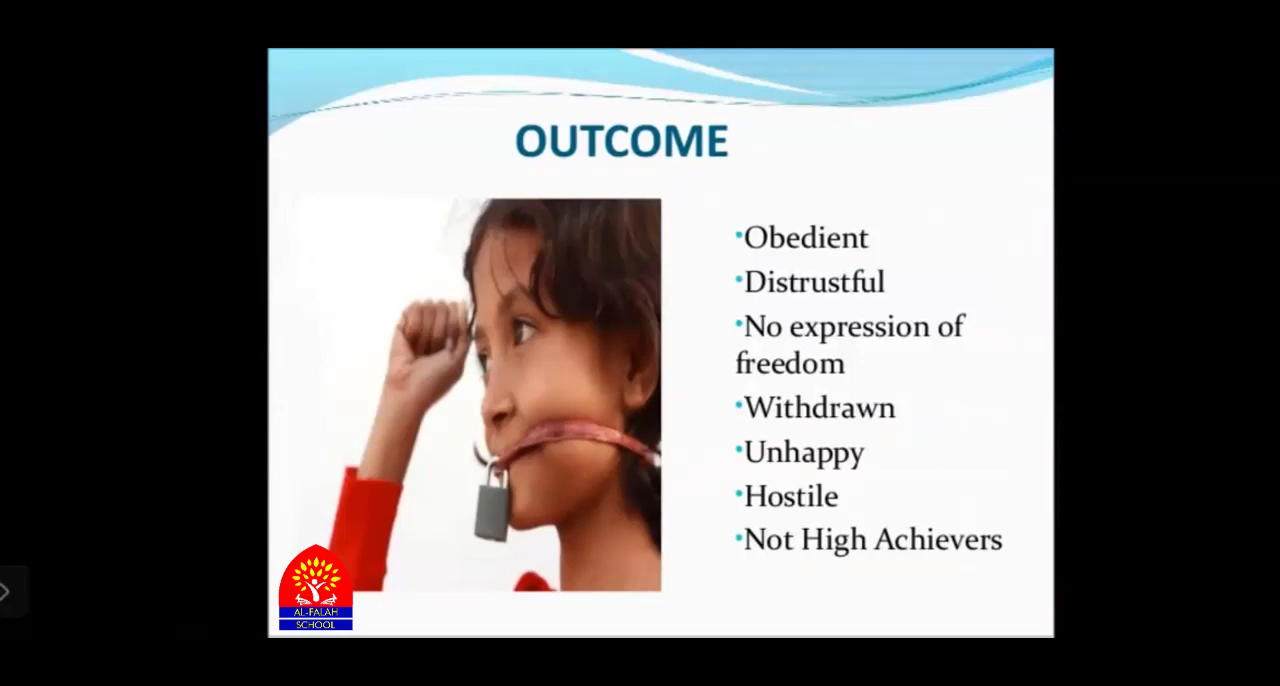 OUTCOME
•Obedient
•Distrustful
•No expression of
freedom
•Withdrawn
•Unhappy
•Hostile
•Not High Achievers
AL-FALAH
SCHOOL